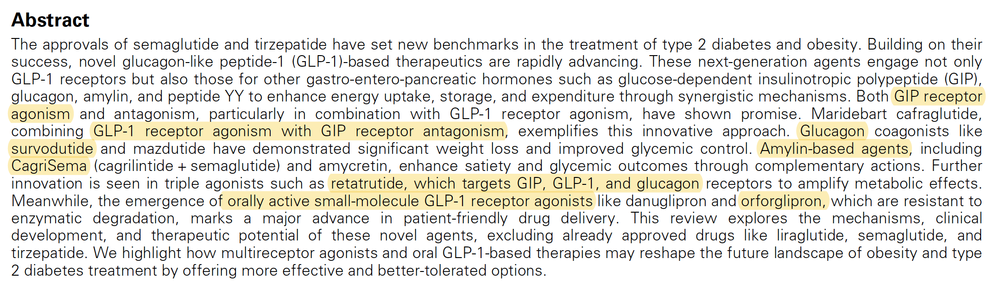 Abstract
The approvals of semaglutide and tirzepatide have set new benchmarks in the treatment of type 2 diabetes and obesity. Building on their
success, novel glucagon-like peptide-1 (GLP-1)-based therapeutics are rapidly advancing. These next-generation agents engage not only
GLP-1 receptors but also those for other gastro-entero-pancreatic hormones such as glucose-dependent insulinotropic polypeptide (GIP),
glucagon, amylin, and peptide YY to enhance energy uptake, storage, and expenditure through synergistic mechanisms. Both GIP receptor
agonism and antagonism, particularly in combination with GLP-1 receptor agonism, have shown promise. Maridebart cafraglutide,
combining GLP-1 receptor agonism with GIP receptor antagonism, exemplifies this innovative approach. Glucagon coagonists like
survodutide and mazdutide have demonstrated significant weight loss and improved glycemic control. Amylin-based agents, including
CagriSema (cagrilintide + semaglutide) and amycretin, enhance satiety and glycemic outcomes through complementary actions. Further
innovation is seen in triple agonists such as retatrutide, which targets GIP, GLP-1, and glucagon receptors to amplify metabolic effects.
Meanwhile, the emergence of orally active small-molecule GLP-1 receptor agonists like danuglipron and orforglipron, which are resistant to
enzymatic degradation, marks a major advance in patient-friendly drug delivery. This review explores the mechanisms, clinical
development, and therapeutic potential of these novel agents, excluding already approved drugs like liraglutide, semaglutide, and
tirzepatide. We highlight how multireceptor agonists and oral GLP-1-based therapies may reshape the future landscape of obesity and type
2 diabetes treatment by offering more effective and better-tolerated options.